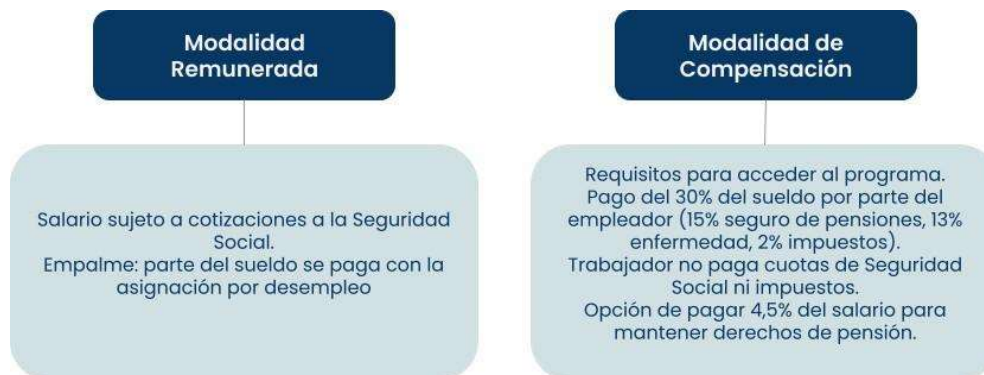 Modalidad
Remunerada
Salario sujeto a cotizaciones a la Seguridad
Social.
Empalme: parte del sueldo se paga con la
asignación por desempleo
Modalidad de
Compensación
Requisitos para acceder al programa.
Pago del 30% del sueldo por parte del
empleador (15% seguro de pensiones, 13%
enfermedad, 2% impuestos).
Trabajador no paga cuotas de Seguridad
Social ni impuestos.
Opción de pagar 4,5% del salario para
mantener derechos de pensión.